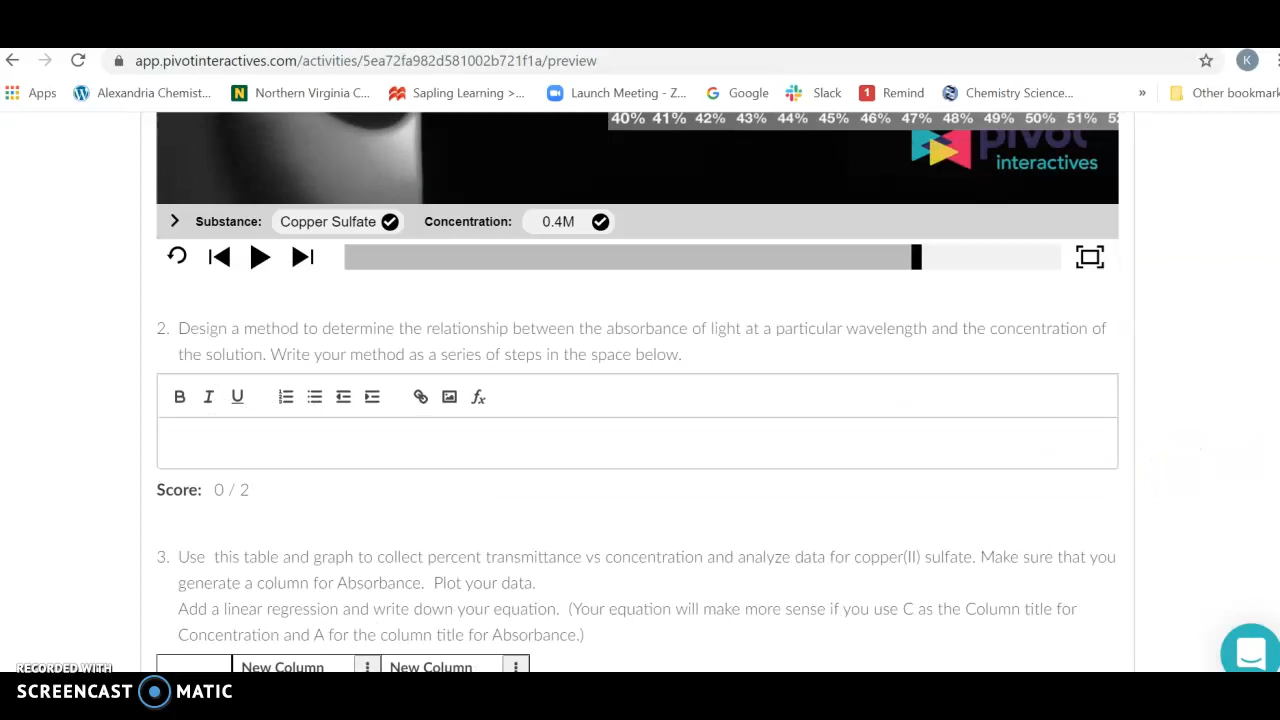 app.pivotinteractives.com/activities/5ea72fa982d581002b721f1a/preview
K
Apps Alexandria Chemist... N Northern Virginia C... Sapling Learning >... Launch Meeting - Z... Google Slack 1 Remind Chemistry Science... » Other bookmark
40% 41% 42% 43% 44% 45% 46% 47% 48% 49% 50% 51% 52
pivot
interactives
Substance: Copper Sulfate Concentration: 0.4M
2. Design a method to determine the relationship between the absorbance of light at a particular wavelength and the concentration of
the solution. Write your method as a series of steps in the space below.
B I U fx
Score: 0 / 2
3. Use this table and graph to collect percent transmittance vs concentration and analyze data for copper(II) sulfate. Make sure that you
generate a column for Absorbance. Plot your data.
Add a linear regression and write down your equation. (Your equation will make more sense if you use C as the Column title for
Concentration and A for the column title for Absorbance.)
New Column New Column
RECORDED WITH
SCREENCAST MATIC